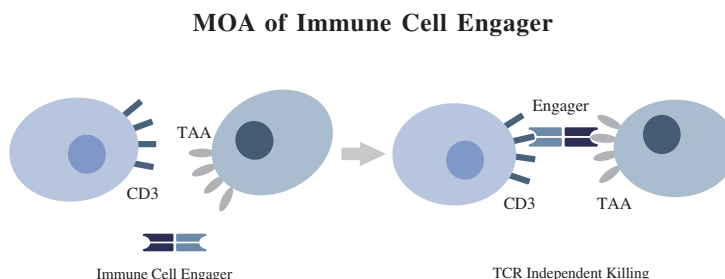 MOA of Immune Cell Engager
TAA
CD3
Immune Cell Engager
Engager
CD3
TAA
TCR Independent Killing